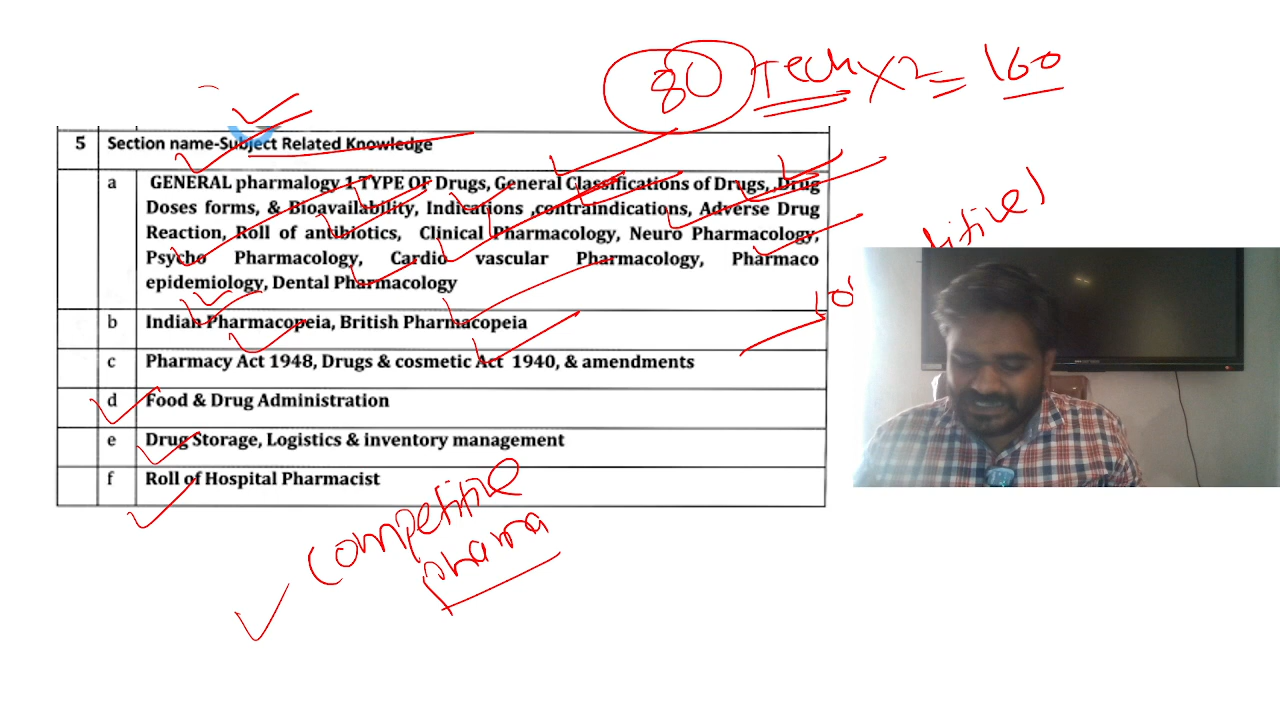 80 Tech x2 = 160
5 Section name-Subject Related Knowledge
a GENERAL pharmalogy 1 TYPE OF Drugs, General Classifications of Drugs, ,Drug
Doses forms, & Bioavailability, Indications ,contraindications, Adverse Drug
Reaction, Roll of antibiotics, Clinical Pharmacology, Neuro Pharmacology,
Psycho Pharmacology, Cardio vascular Pharmacology, Pharmaco
epidemiology, Dental Pharmacology
b Indian Pharmacopeia, British Pharmacopeia
c Pharmacy Act 1948, Drugs & cosmetic Act 1940, & amendments
d Food & Drug Administration
e Drug Storage, Logistics & inventory management
f Roll of Hospital Pharmacist
competitive
pharma